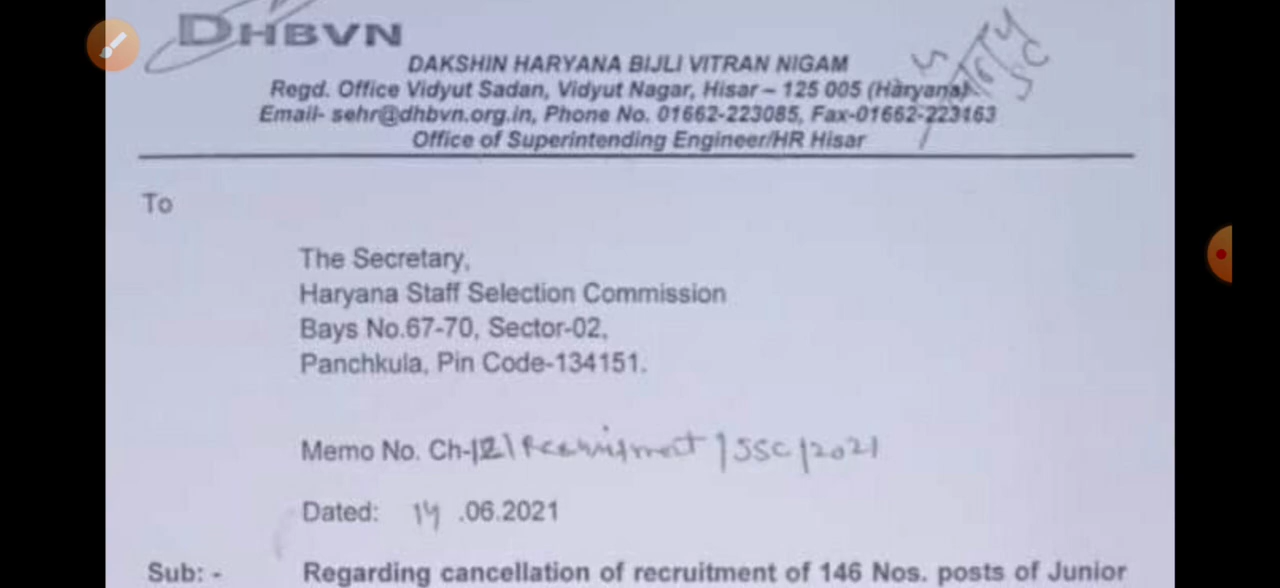 DHBVN
DAKSHIN HARYANA BIJLI VITRAN NIGAM
Regd. Office Vidyut Sadan, Vidyut Nagar, Hisar – 125 005 (Haryana)
Email- sehr@dhbvn.org.in, Phone No. 01662-223085, Fax-01662-223163
Office of Superintending Engineer/HR Hisar
To
The Secretary,
Haryana Staff Selection Commission
Bays No.67-70, Sector-02,
Panchkula, Pin Code-134151.
Memo No. Ch-12/Recruitment/SSC/2021
Dated: 14 .06.2021
Sub: - Regarding cancellation of recruitment of 146 Nos. posts of Junior